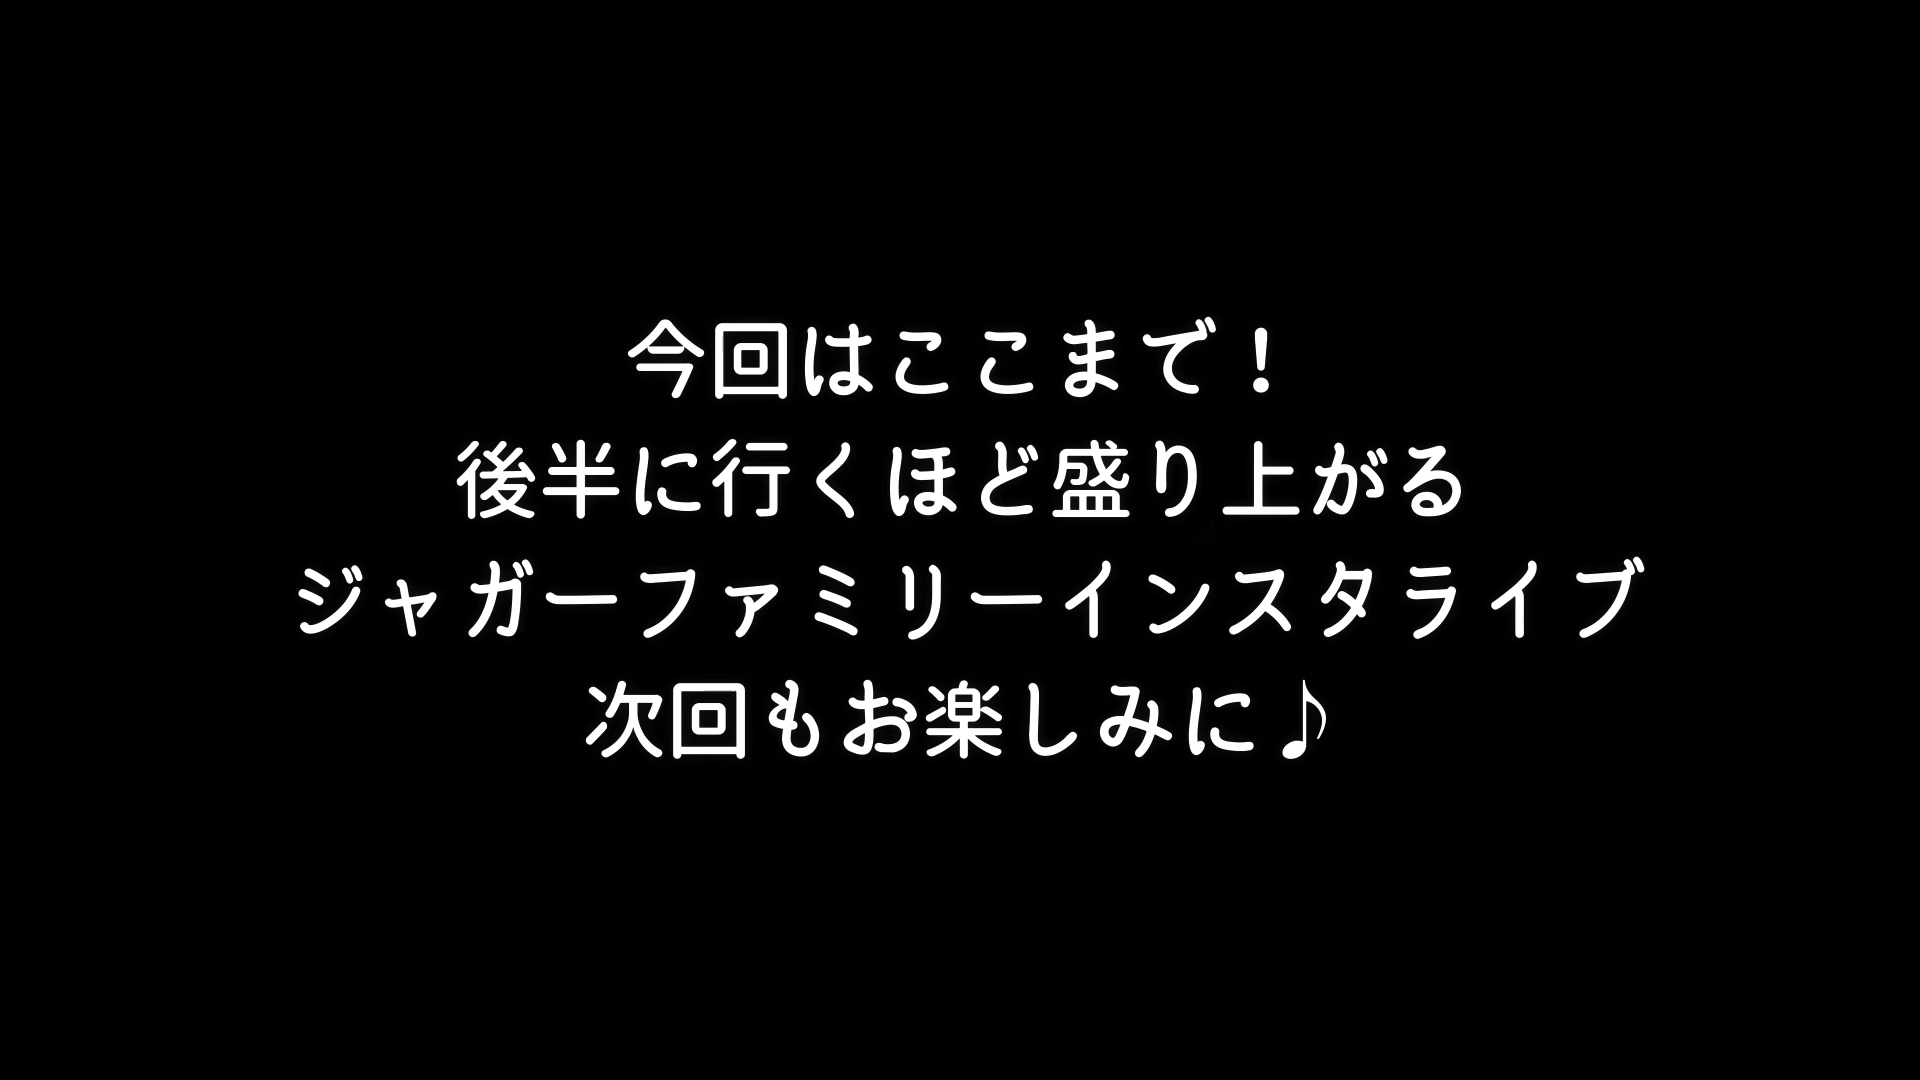 今回はここまで！
後半に行くほど盛り上がる
ジャガーファミリーインスタライブ
次回もお楽しみに♪